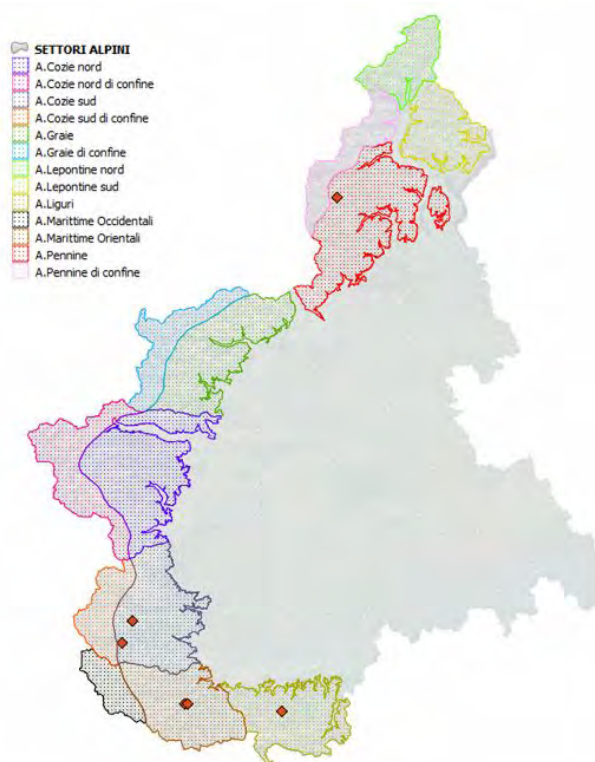 SETTORI ALPINI
A.Cozie nord
A.Cozie nord di confine
A.Cozie sud
A.Cozie sud di confine
A.Graie
A.Graie di confine
A.Lepontine nord
A.Lepontine sud
A.Liguri
A.Marittime Occidentali
A.Marittime Orientali
A.Pennine
A.Pennine di confine